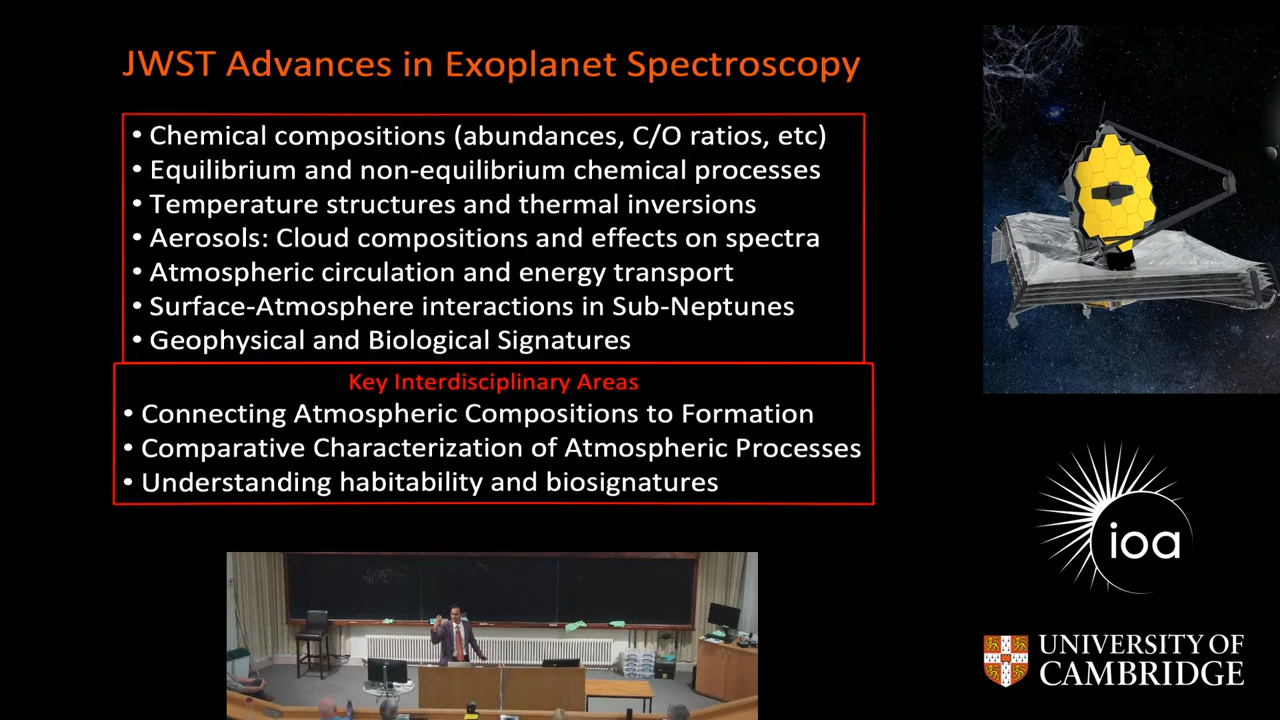 JWST Advances in Exoplanet Spectroscopy
• Chemical compositions (abundances, C/O ratios, etc)
• Equilibrium and non-equilibrium chemical processes
• Temperature structures and thermal inversions
• Aerosols: Cloud compositions and effects on spectra
• Atmospheric circulation and energy transport
• Surface-Atmosphere interactions in Sub-Neptunes
• Geophysical and Biological Signatures
Key Interdisciplinary Areas
• Connecting Atmospheric Compositions to Formation
• Comparative Characterization of Atmospheric Processes
• Understanding habitability and biosignatures
ioa
UNIVERSITY OF
CAMBRIDGE